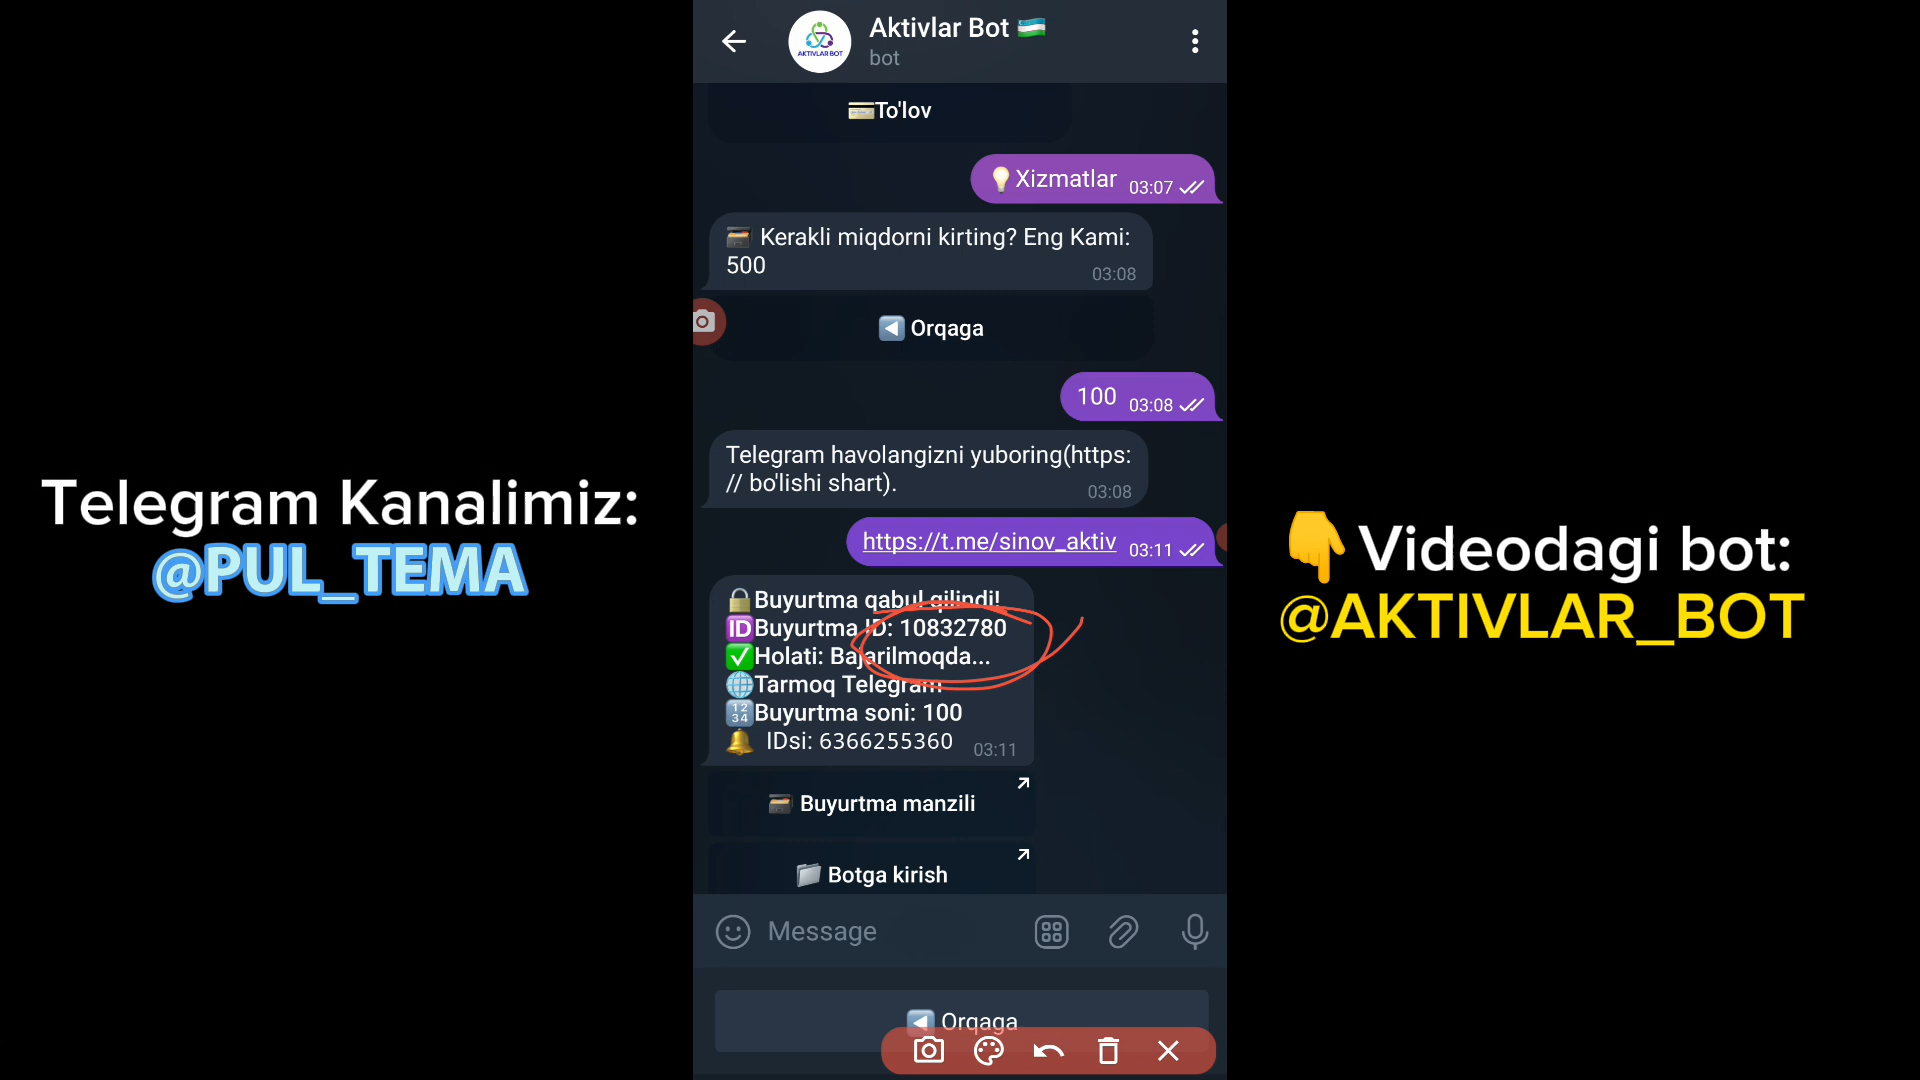 Aktivlar Bot 🇺🇿
bot
AKTIVLAR BOT
💳To'lov
💡Xizmatlar 03:07
🗃 Kerakli miqdorni kirting? Eng Kami:
500
03:08
◀️ Orqaga
100 03:08
Telegram havolangizni yuboring(https:
// bo'lishi shart).
03:08
https://t.me/sinov_aktiv 03:11
🔒Buyurtma qabul qilindi!
🆔Buyurtma ID: 10832780
✅Holati: Bajarilmoqda...
🌐Tarmoq Telegram
🔢Buyurtma soni: 100
🔔 IDsi: 6366255360 03:11
🗃 Buyurtma manzili
📁 Botga kirish
Message
◀️ Orqaga
Telegram Kanalimiz:
@PUL_TEMA
👇Videodagi bot:
@AKTIVLAR_BOT